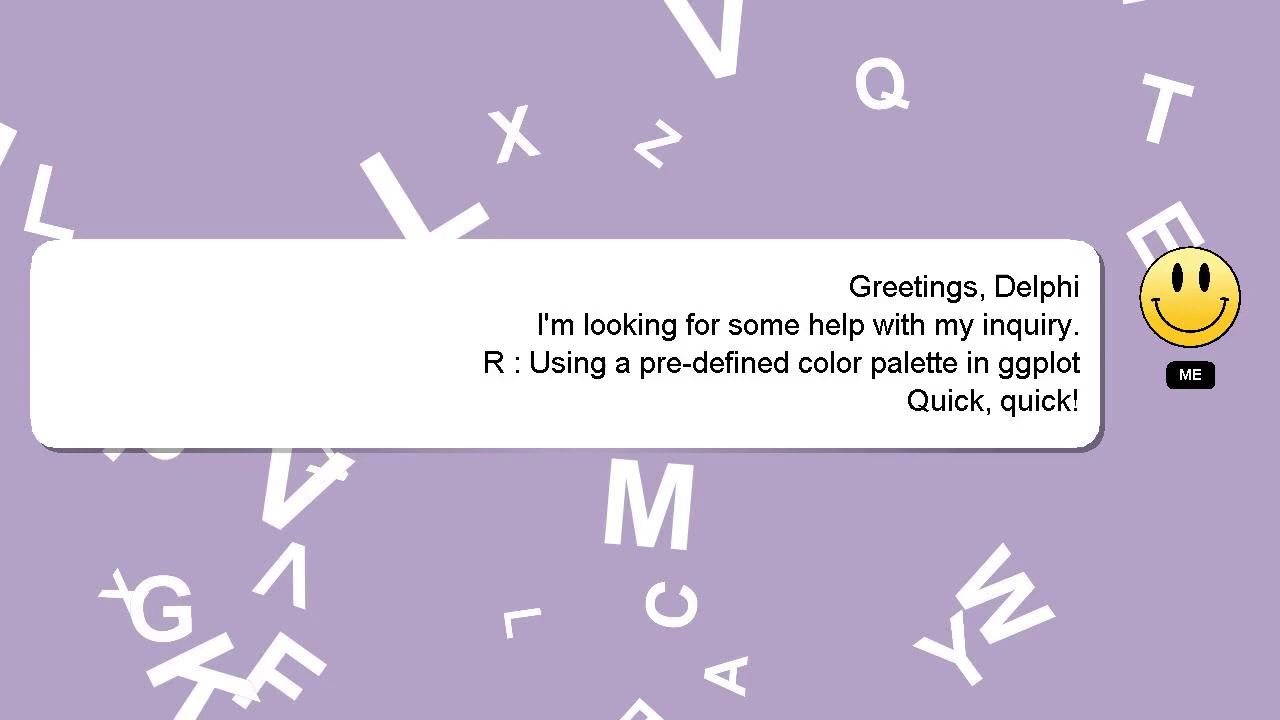 Greetings, Delphi
I'm looking for some help with my inquiry.
R : Using a pre-defined color palette in ggplot
Quick, quick!
ME
V
Q
T
X
Z
L
L
E
V
M
V
X
G
C
L
W
Y
K
F
A